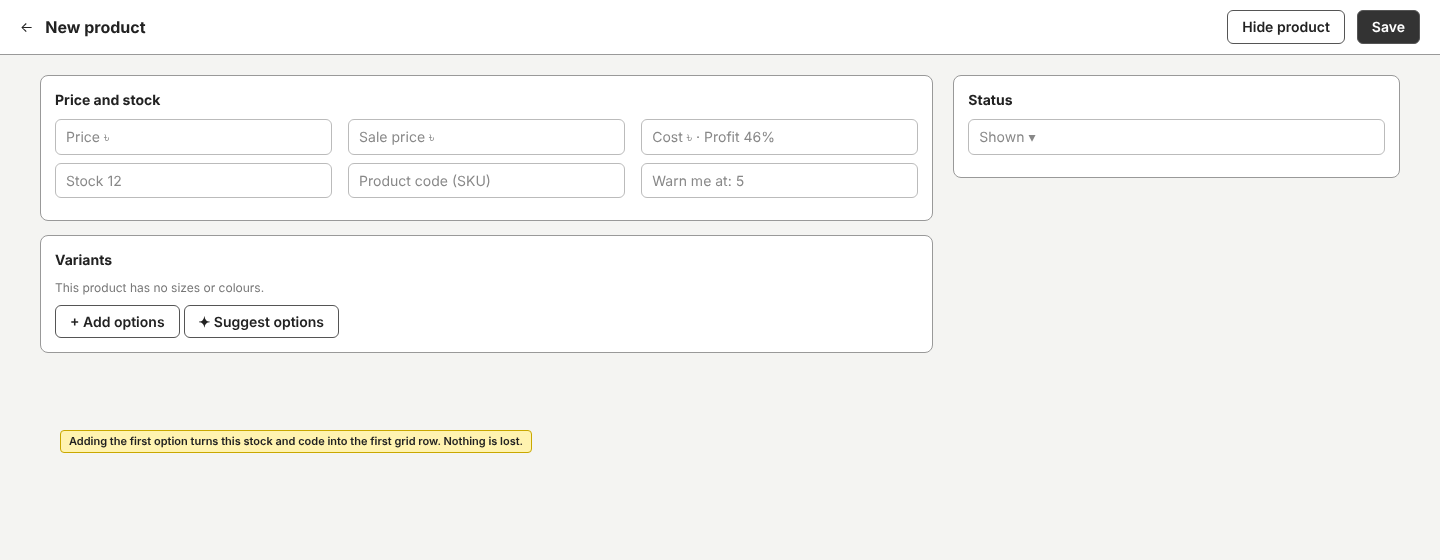 ← New product
Hide product
Save
Price and stock
Price ৳
Sale price ৳
Cost ৳ · Profit 46%
Stock 12
Product code (SKU)
Warn me at: 5
Status
Shown ▾
Variants
This product has no sizes or colours.
+ Add options
✦ Suggest options
Adding the first option turns this stock and code into the first grid row. Nothing is lost.